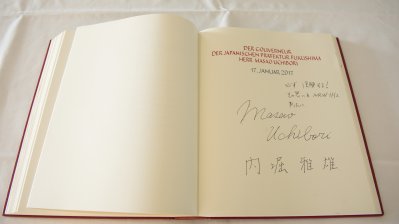 DER GOUVERNEUR
DER JAPANISCHEN PRÄFEKTUR FUKUSHIMA
HERR MASAO UCHIBORI
17. JANUAR 2017
Masao
Uchibori
内堀雅雄